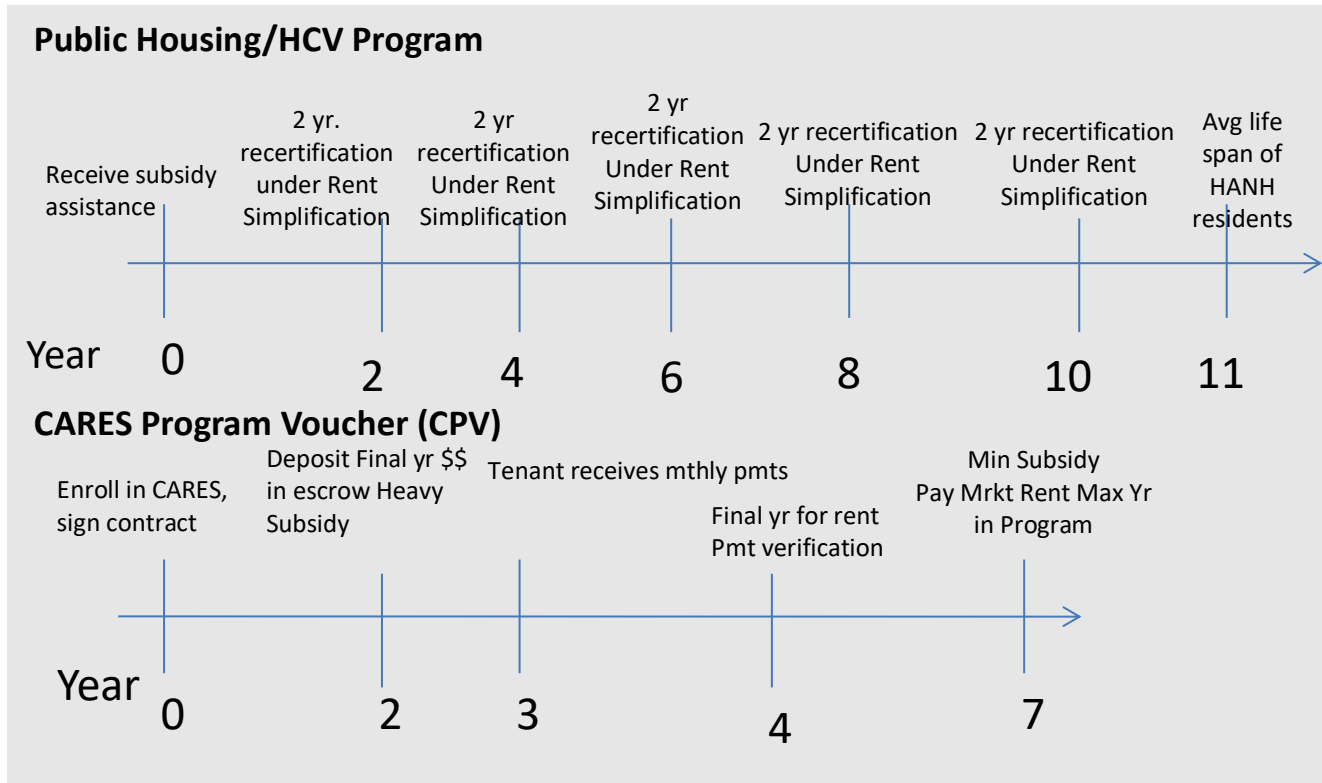 Public Housing/HCV Program
Receive subsidy
assistance
2 yr.
recertification
under Rent
Simplification
2 yr
recertification
Under Rent
Simplification
2 yr
recertification
Under Rent
Simplification
2 yr recertification
Under Rent
Simplification
2 yr recertification
Under Rent
Simplification
Avg life
span of
HANH
residents
Year 0 2 4 6 8 10 11
CARES Program Voucher (CPV)
Enroll in CARES,
sign contract
Deposit Final yr $$
in escrow Heavy
Subsidy
Tenant receives mthly pmts
Final yr for rent
Pmt verification
Min Subsidy
Pay Mrkt Rent Max Yr
in Program
Year 0 2 3 4 7